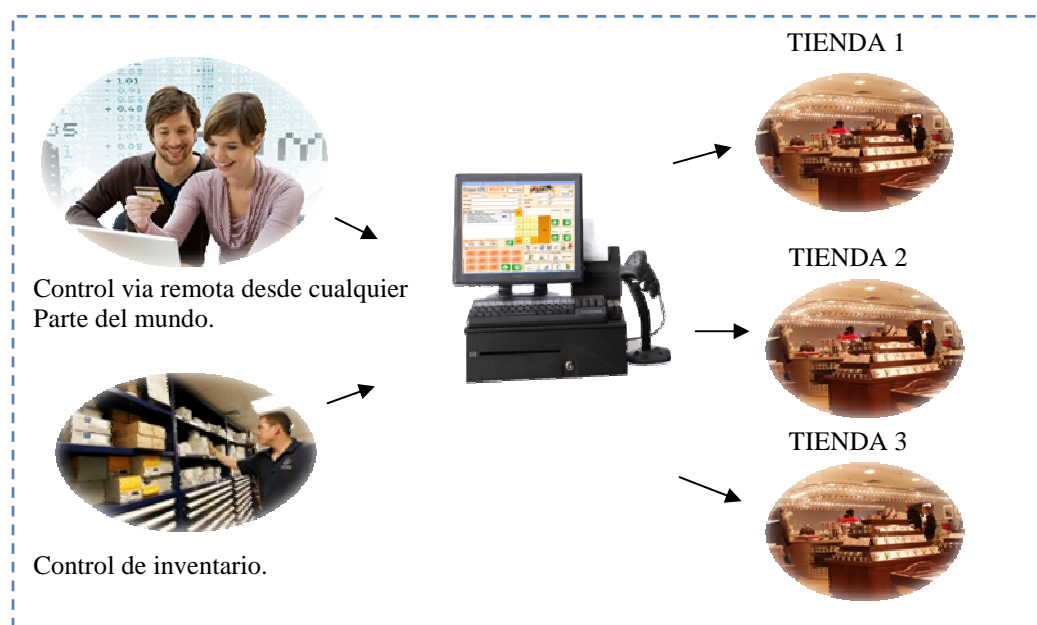 TIENDA 1
Control via remota desde cualquier
Parte del mundo.
TIENDA 2
TIENDA 3
Control de inventario.